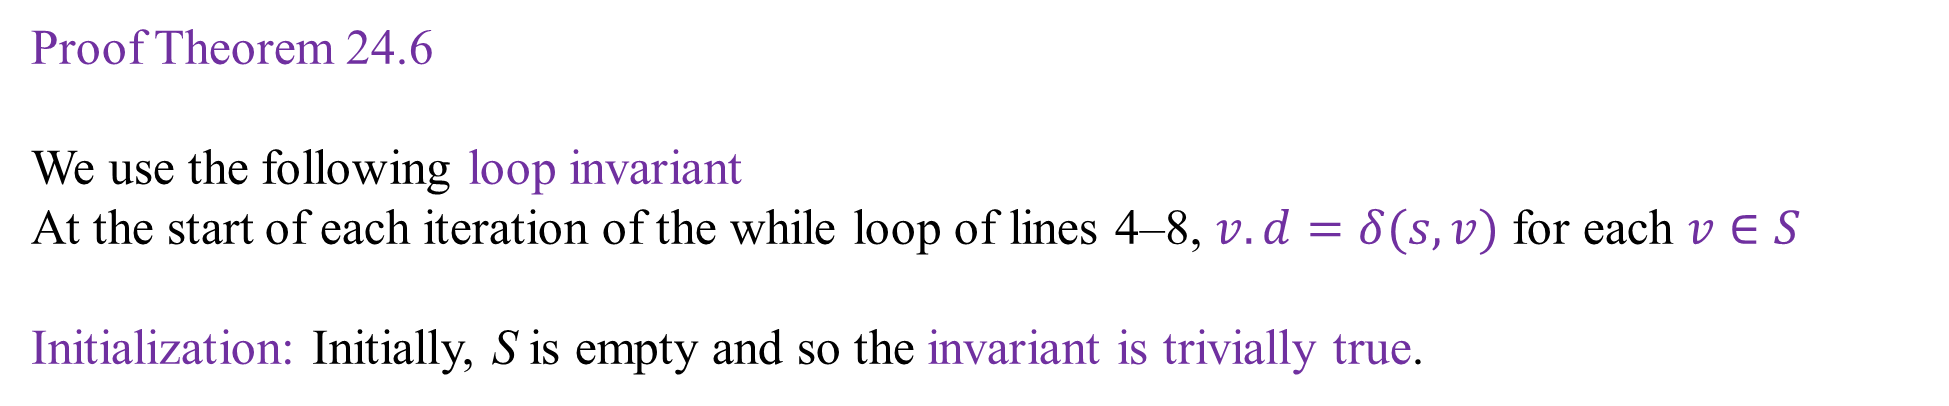 Proof Theorem 24.6
We use the following loop invariant
At the start of each iteration of the while loop of lines 4–8, 𝑣. 𝑑 = 𝛿(𝑠, 𝑣) for each 𝑣 ∈ 𝑆
Initialization: Initially, S is empty and so the invariant is trivially true.